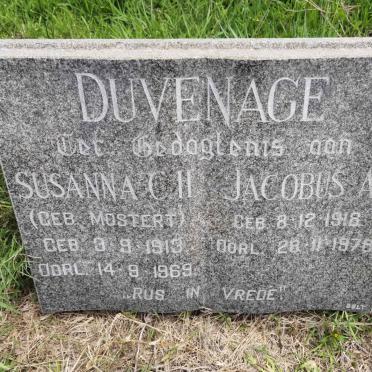 DUVENAGE
Ter Gedagtenis aan
SUSANNA C.H. JACOBUS A.
(GEB. MOSTERT) GEB. 8-12-1918
GEB. 9-9-1913 OORL. 28-11-1976
OORL. 14-9-1969
"RUS IN VREDE"